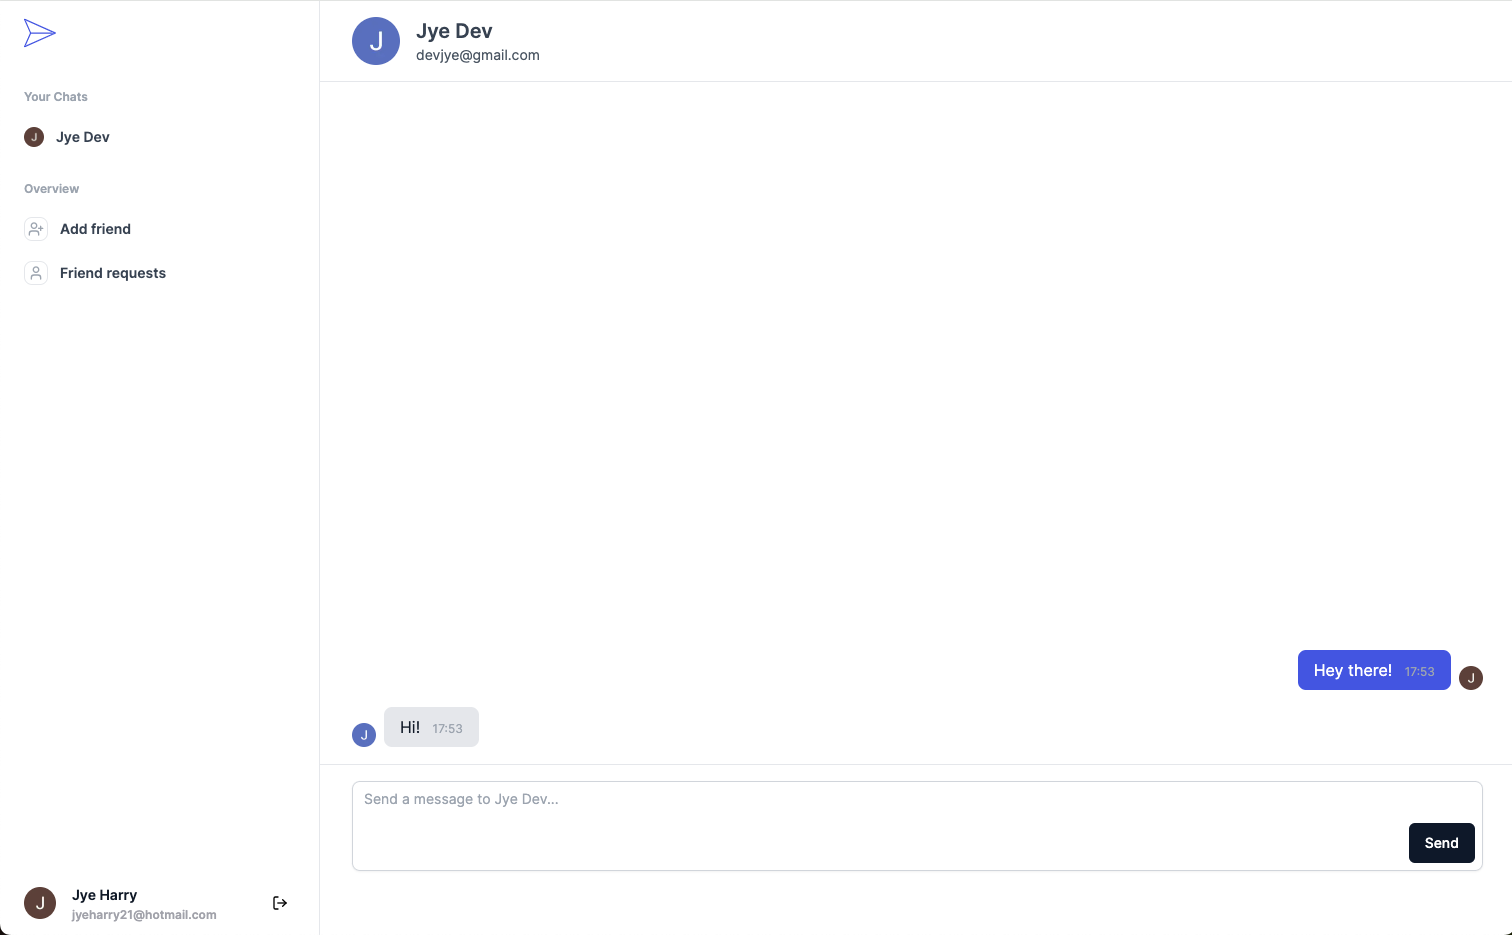 Your Chats
J
Jye Dev
Overview
Add friend
Friend requests
J
Jye Harry
jyeharry21@hotmail.com
J
Jye Dev
devjye@gmail.com
Hey there! 17:53
J
J
Hi! 17:53
Send a message to Jye Dev...
Send